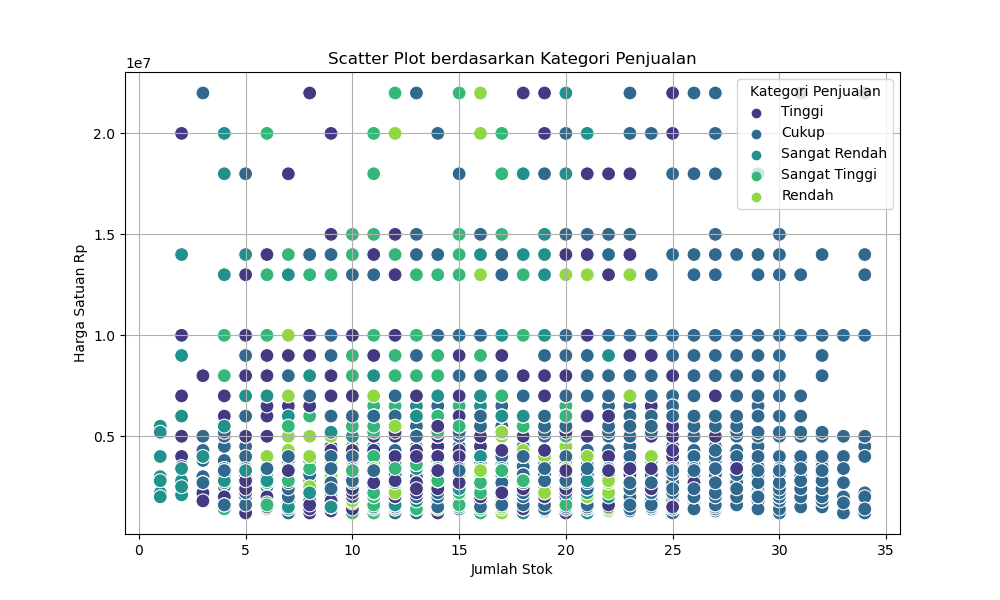 Scatter Plot berdasarkan Kategori Penjualan
1e7
Kategori Penjualan
Tinggi
Cukup
Sangat Rendah
Sangat Tinggi
Rendah
2.0
1.5
1.0
0.5
Harga Satuan Rp
0 5 10 15 20 25 30 35
Jumlah Stok